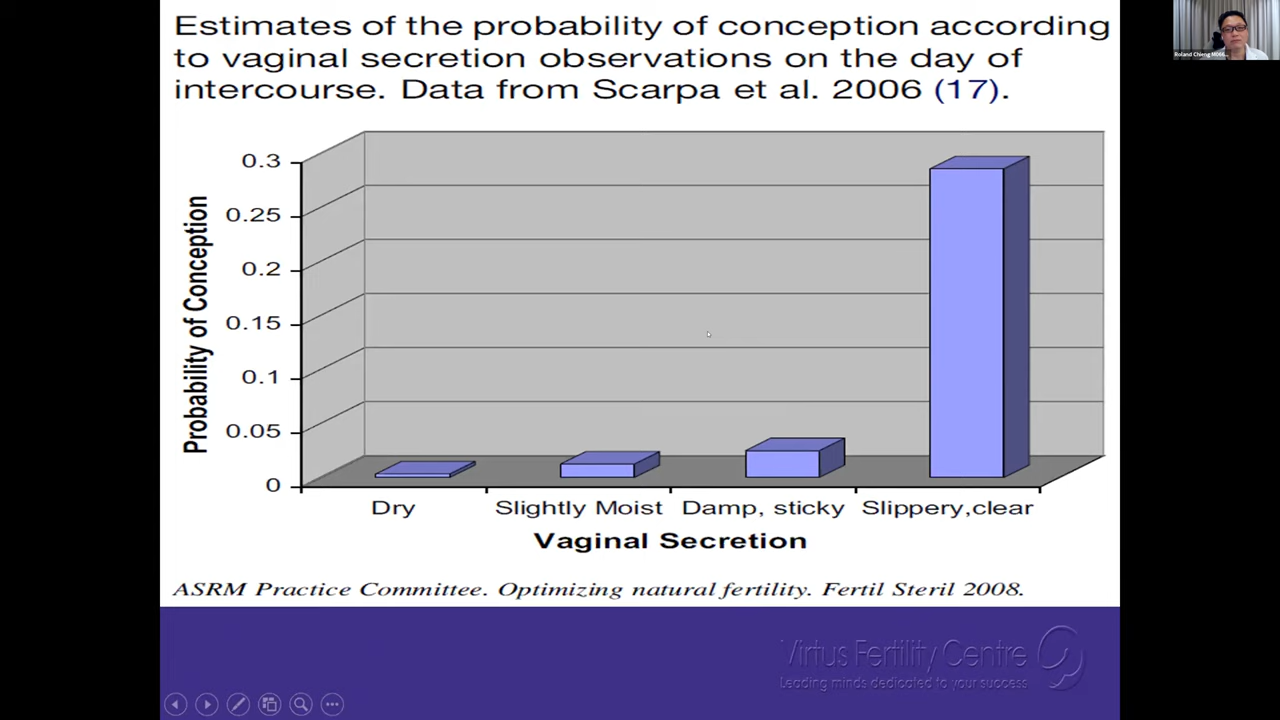 Estimates of the probability of conception according
to vaginal secretion observations on the day of
intercourse. Data from Scarpa et al. 2006 (17).
Roland Chieng
Probability of Conception
0.3
0.25
0.2
0.15
0.1
0.05
0
Dry Slightly Moist Damp, sticky Slippery,clear
Vaginal Secretion
ASRM Practice Committee. Optimizing natural fertility. Fertil Steril 2008.
Virtus Fertility Centre
Leading minds dedicated to your success